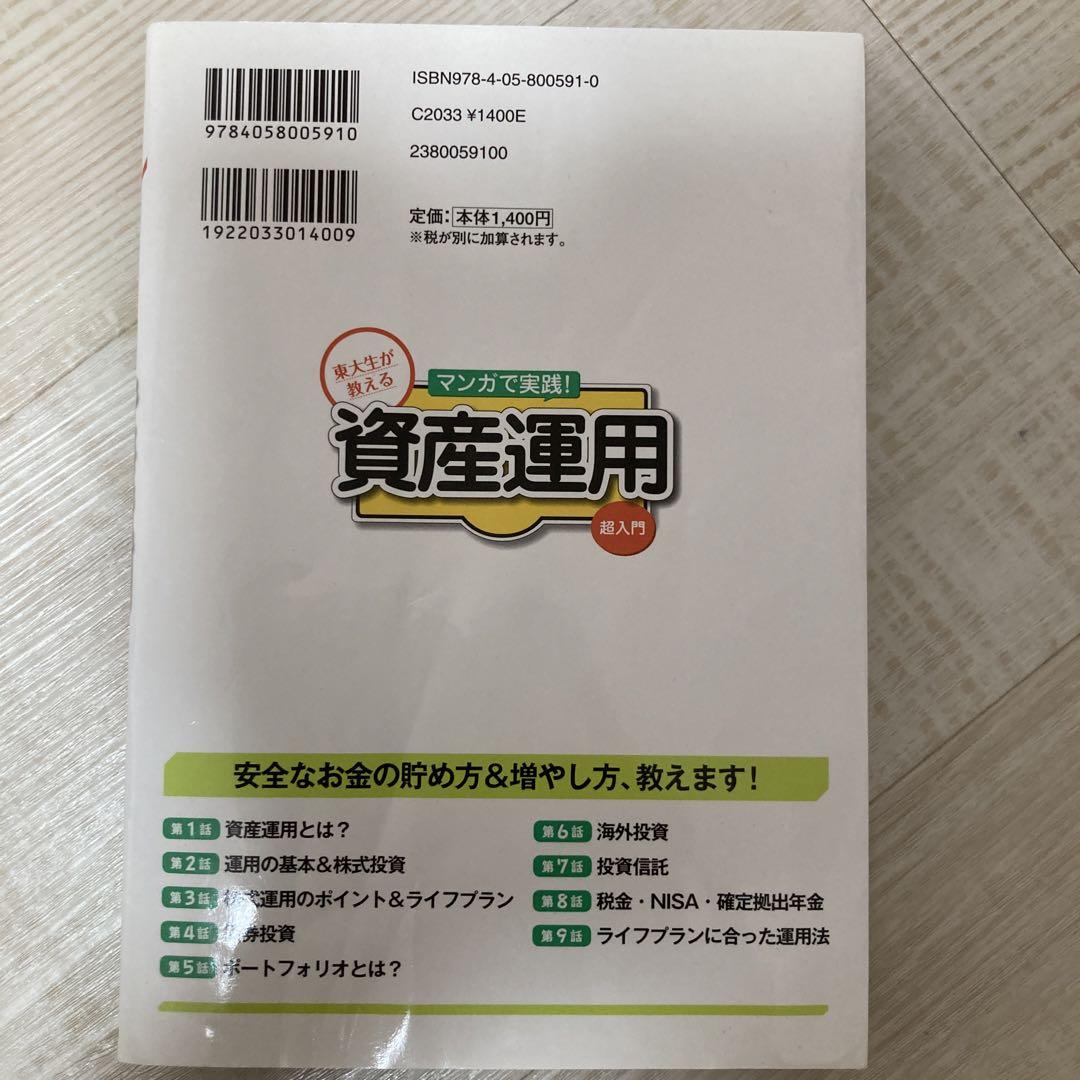 ISBN978-4-05-800591-0
9784058005910
C2033 ¥1400E
2380059100
1922033014009
定価：本体1,400円
※税が別に加算されます。
東大生が
教える
マンガで実践！
資産運用
超入門
安全なお金の貯め方＆増やし方、教えます！
第1話 資産運用とは？
第2話 運用の基本＆株式投資
第3話 株式運用のポイント＆ライフプラン
第4話 債券投資
第5話 ポートフォリオとは？
第6話 海外投資
第7話 投資信託
第8話 税金・NISA・確定拠出年金
第9話 ライフプランに合った運用法